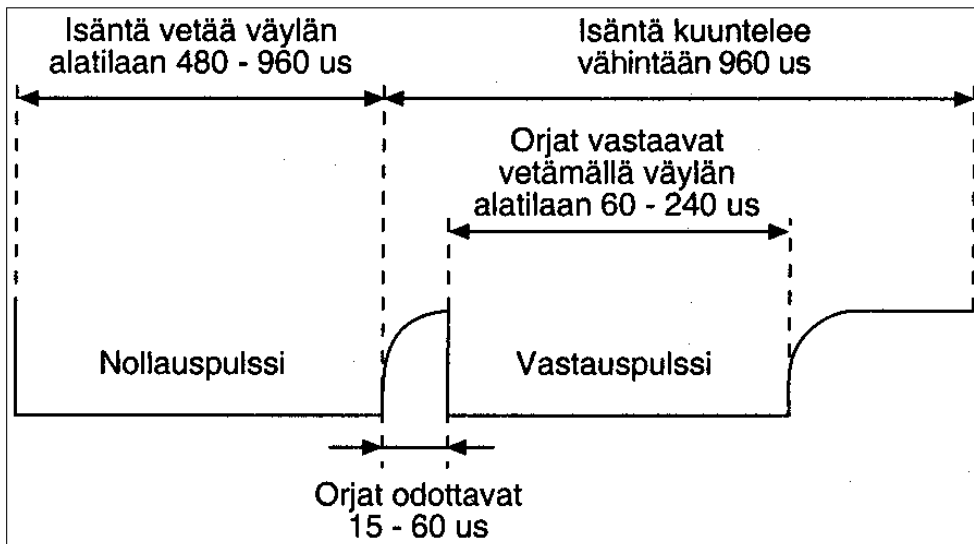 Isäntä vetää väylän
alatilaan 480 - 960 us
Isäntä kuuntelee
vähintään 960 us
Orjat vastaavat
vetämällä väylän
alatilaan 60 - 240 us
Nollauspulssi
Vastauspulssi
Orjat odottavat
15 - 60 us